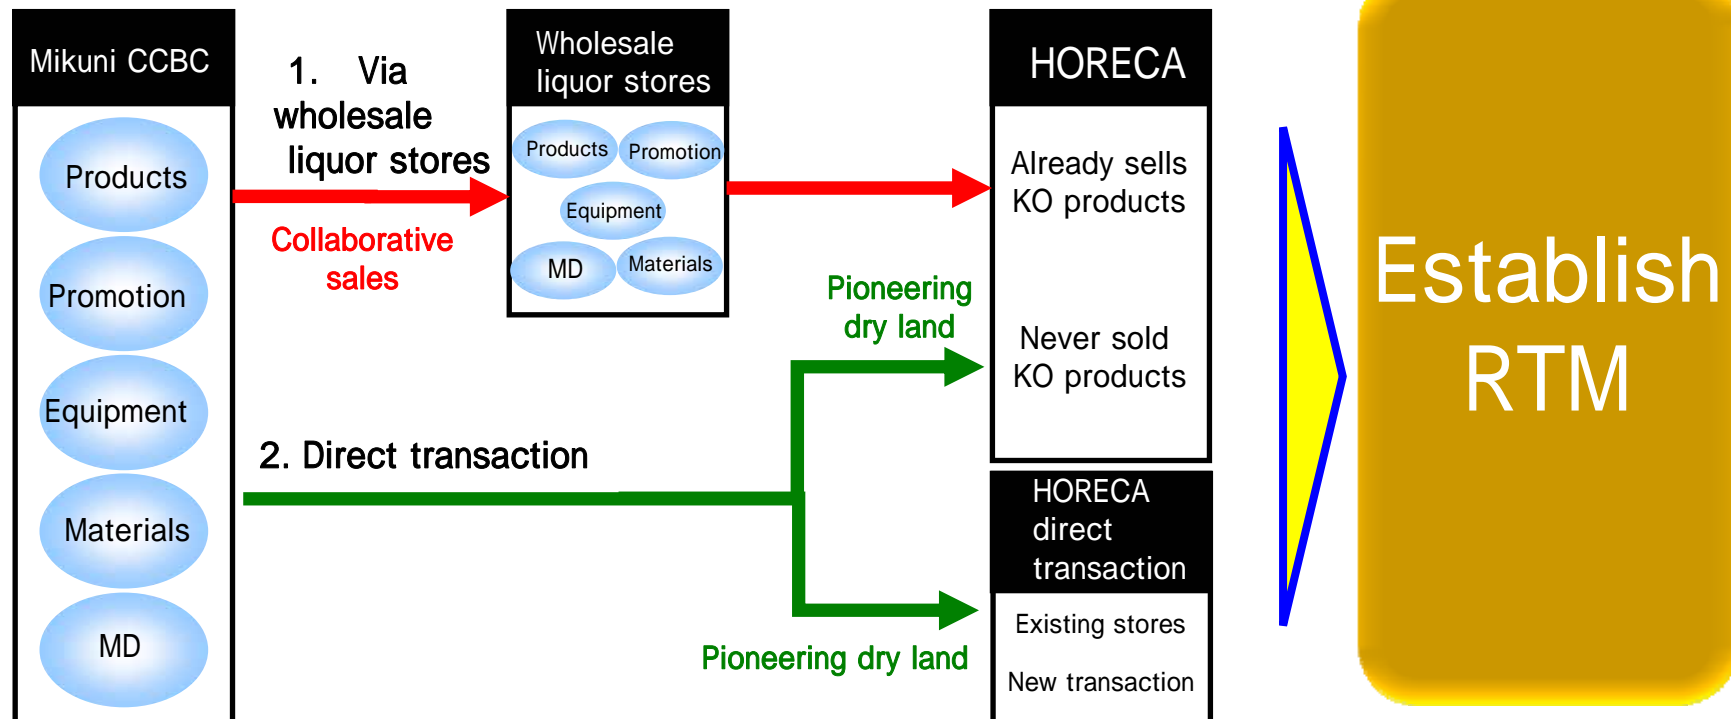 Mikuni CCBC
Products
Promotion
Equipment
Materials
MD
1. Via
wholesale
liquor stores
Collaborative
sales
Wholesale
liquor stores
Products
Promotion
Equipment
MD
Materials
2. Direct transaction
Pioneering
dry land
Pioneering dry land
HORECA
Already sells
KO products
Never sold
KO products
HORECA
direct
transaction
Existing stores
New transaction
Establish
RTM